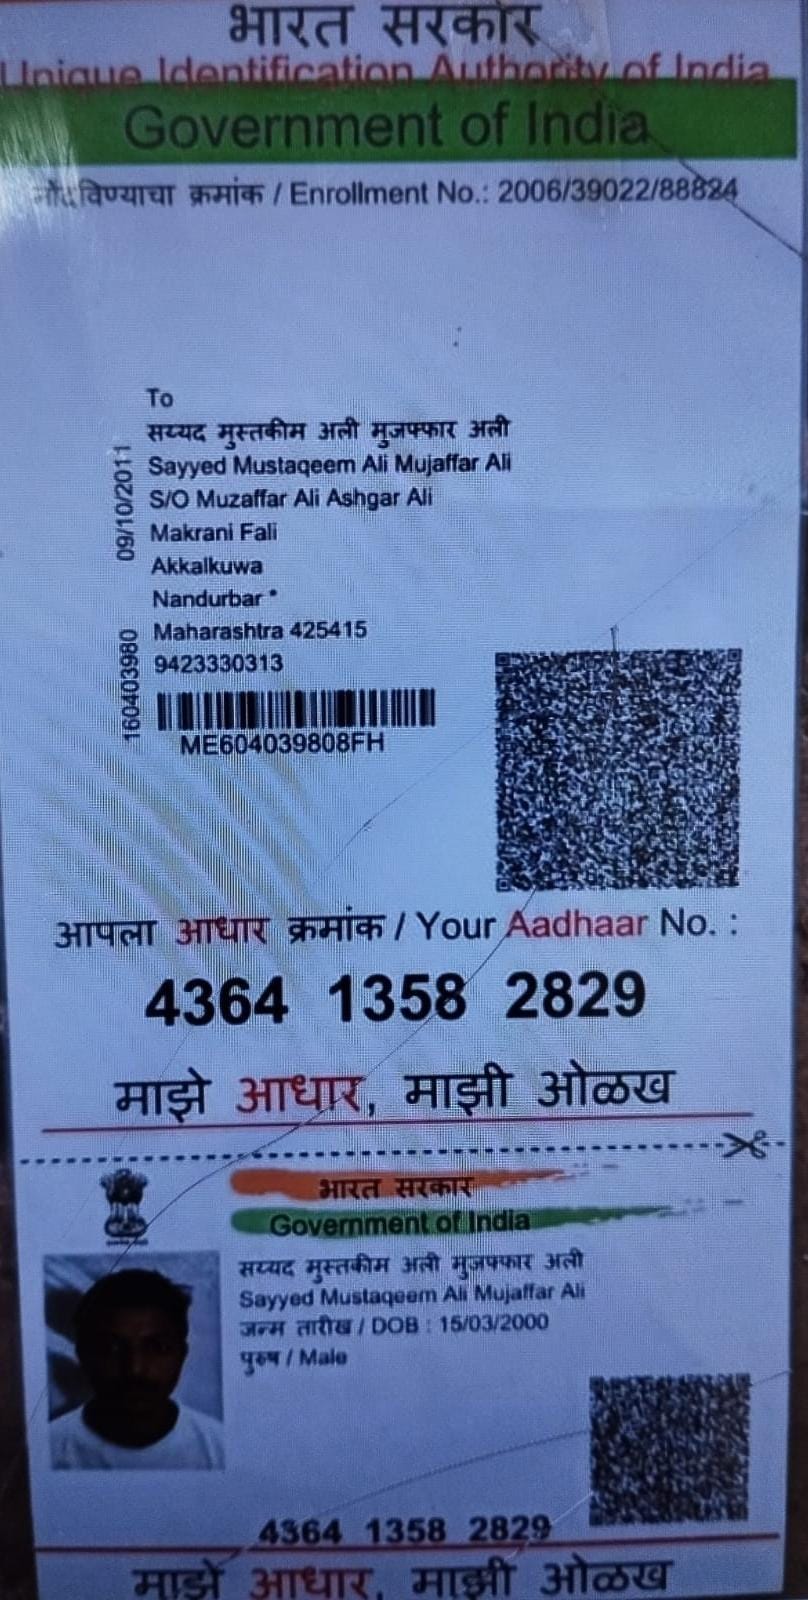 भारत सरकार
Unique Identification Authority of India
Government of India
नोंदविण्याचा क्रमांक / Enrollment No.: 2006/39022/88824
To
सय्यद मुस्तकीम अली मुजफ्फार अली
Sayyed Mustaqeem Ali Mujaffar Ali
S/O Muzaffar Ali Ashgar Ali
Makrani Fali
Akkalkuwa
Nandurbar *
Maharashtra 425415
9423330313
09/10/2011
160403980
ME604039808FH
आपला आधार क्रमांक / Your Aadhaar No. :
4364 1358 2829
माझे आधार, माझी ओळख
भारत सरकार
Government of India
सय्यद मुस्तकीम अली मुजफ्फार अली
Sayyed Mustaqeem Ali Mujaffar Ali
जन्म तारीख / DOB : 15/03/2000
पुरुष / Male
4364 1358 2829
माझे आधार, माझी ओळख